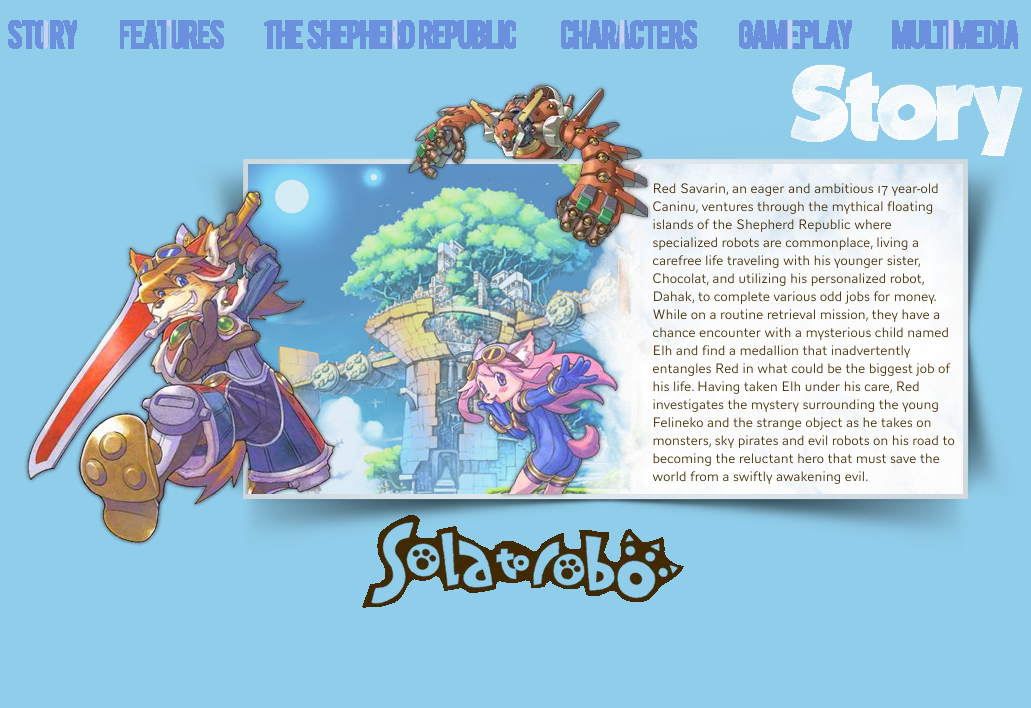 STORY FEATURES THE SHEPHERD REPUBLIC CHARACTERS GAMEPLAY MULTIMEDIA
Story
Red Savarin, an eager and ambitious 17 year-old
Caninu, ventures through the mythical floating
islands of the Shepherd Republic where
specialized robots are commonplace, living a
carefree life traveling with his younger sister,
Chocolat, and utilizing his personalized robot,
Dahak, to complete various odd jobs for money.
While on a routine retrieval mission, they have a
chance encounter with a mysterious child named
Elh and find a medallion that inadvertently
entangles Red in what could be the biggest job of
his life. Having taken Elh under his care, Red
investigates the mystery surrounding the young
Felineko and the strange object as he takes on
monsters, sky pirates and evil robots on his road to
becoming the reluctant hero that must save the
world from a swiftly awakening evil.
Solatorobo